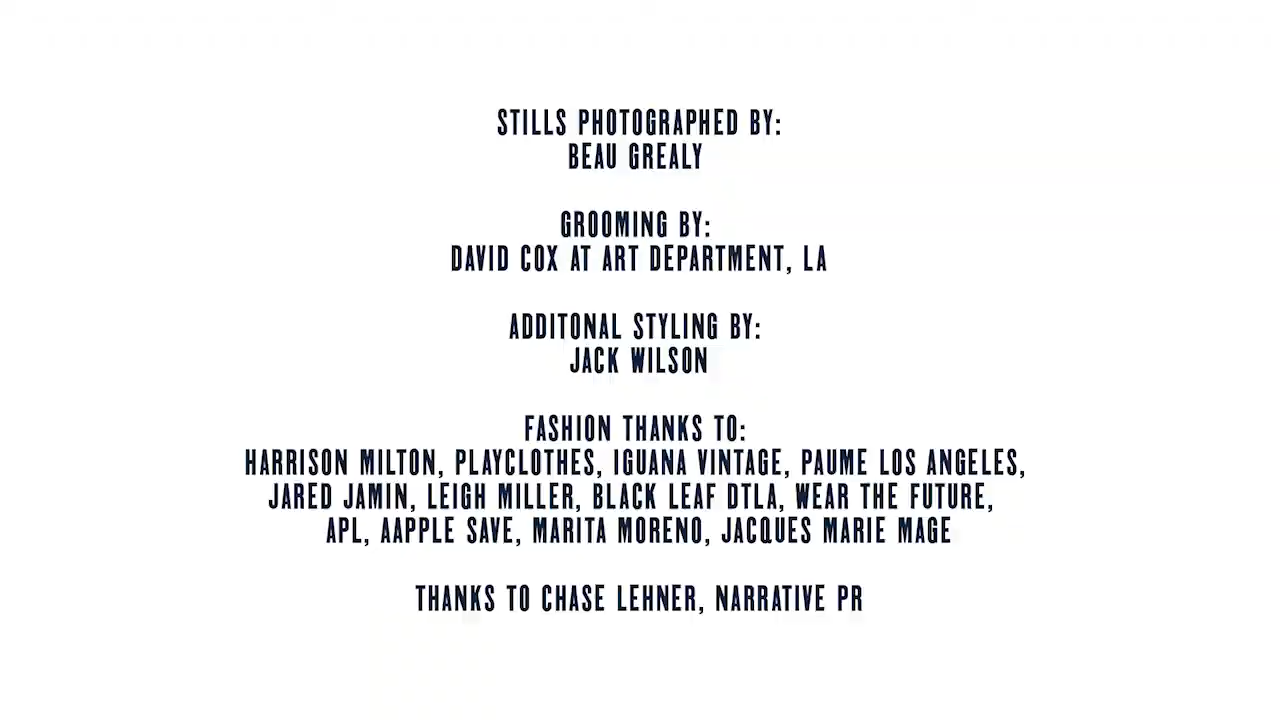 STILLS PHOTOGRAPHED BY:
BEAU GREALY
GROOMING BY:
DAVID COX AT ART DEPARTMENT, LA
ADDITONAL STYLING BY:
JACK WILSON
FASHION THANKS TO:
HARRISON MILTON, PLAYCLOTHES, IGUANA VINTAGE, PAUME LOS ANGELES,
JARED JAMIN, LEIGH MILLER, BLACK LEAF DTLA, WEAR THE FUTURE,
APL, AAPPLE SAVE, MARITA MORENO, JACQUES MARIE MAGE
THANKS TO CHASE LEHNER, NARRATIVE PR